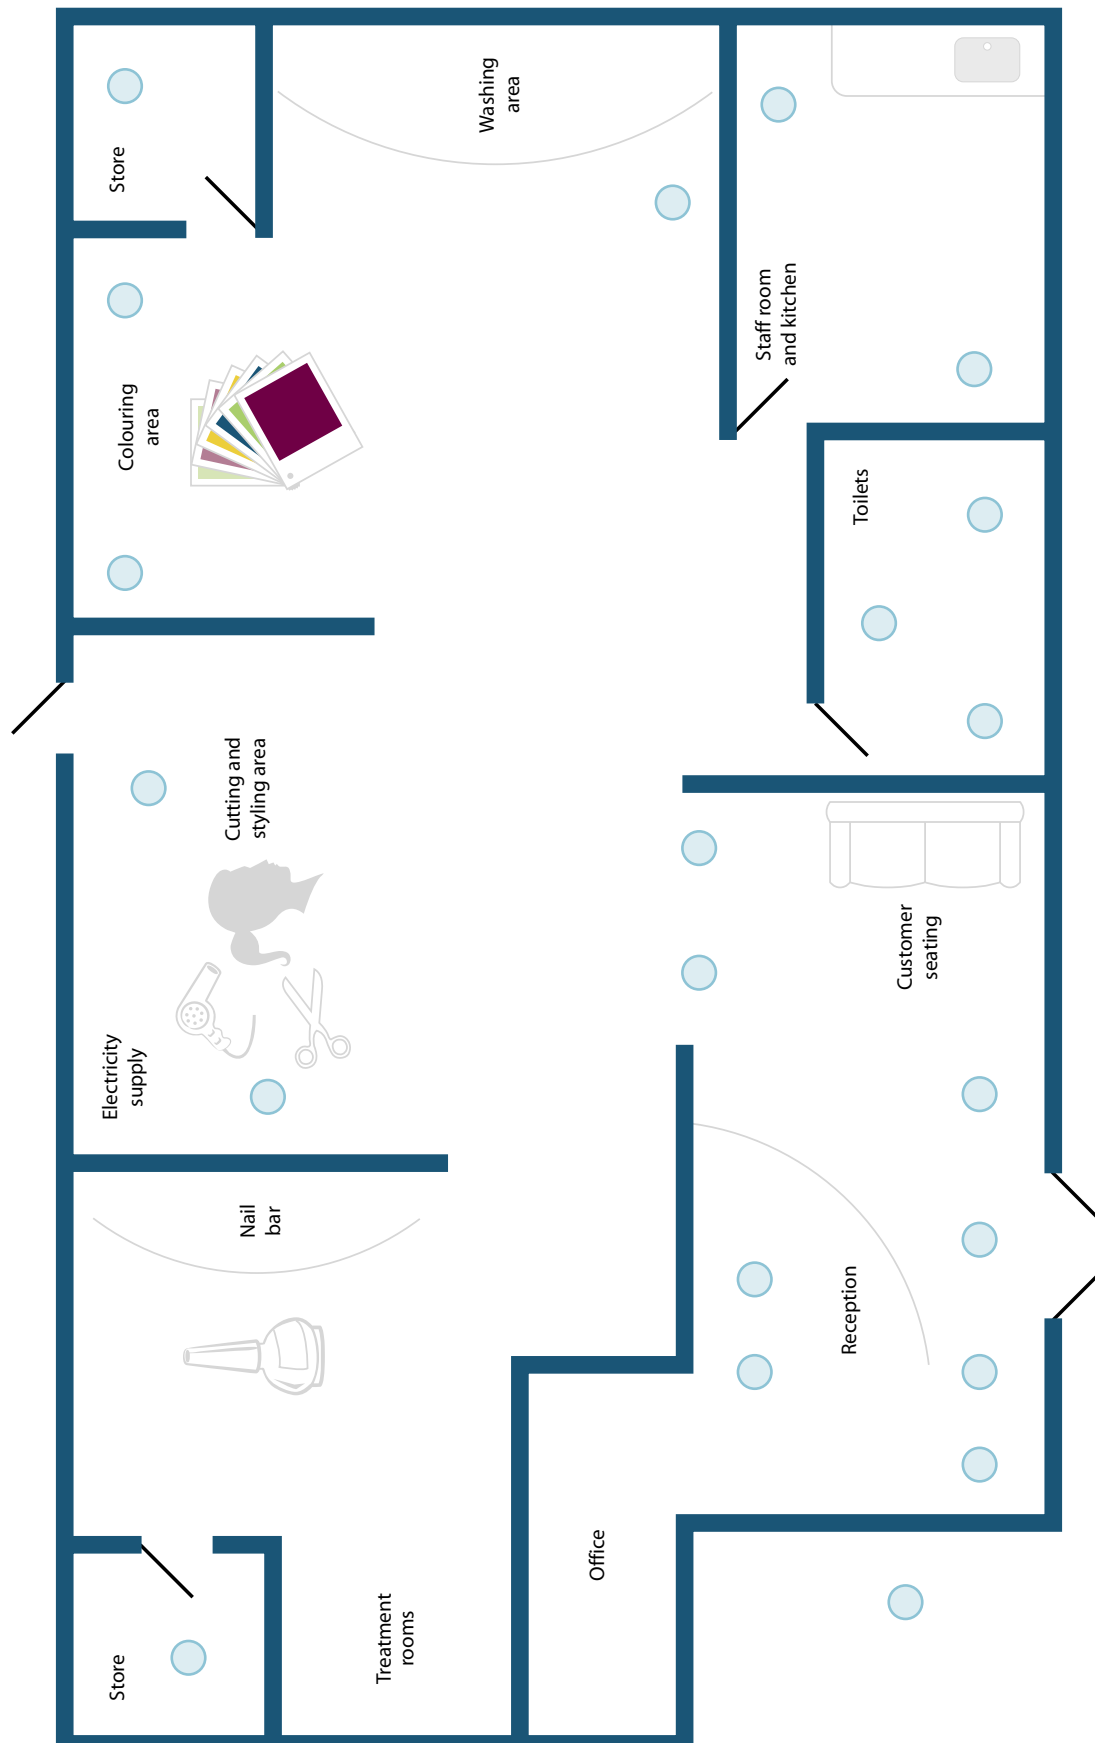 Store
Electricity
supply
Colouring
area
Store
Nail
bar
Cutting and
styling area
Treatment
rooms
Washing
area
Office
Staff room
and kitchen
Reception
Toilets
Customer
seating